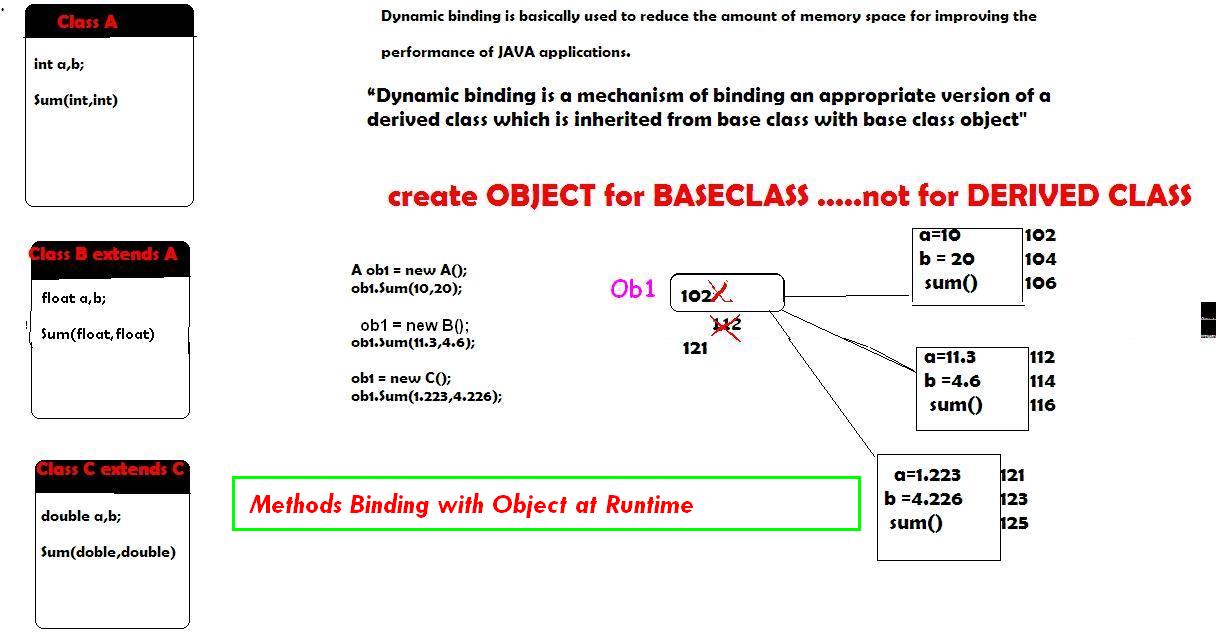 Class A
int a,b;
Sum(int,int)
Dynamic binding is basically used to reduce the amount of memory space for improving the
performance of JAVA applications.
“Dynamic binding is a mechanism of binding an appropriate version of a
derived class which is inherited from base class with base class object"
create OBJECT for BASECLASS .....not for DERIVED CLASS
Class B extends A
float a,b;
Sum(float,float)
A ob1 = new A();
ob1.Sum(10,20);
ob1 = new B();
ob1.Sum(11.3,4.6);
ob1 = new C();
ob1.Sum(1.223,4.226);
Ob1
102
112
121
a=10 102
b = 20 104
sum() 106
a=11.3 112
b =4.6 114
sum() 116
a=1.223 121
b =4.226 123
sum() 125
Class C extends C
double a,b;
Sum(doble,double)
Methods Binding with Object at Runtime